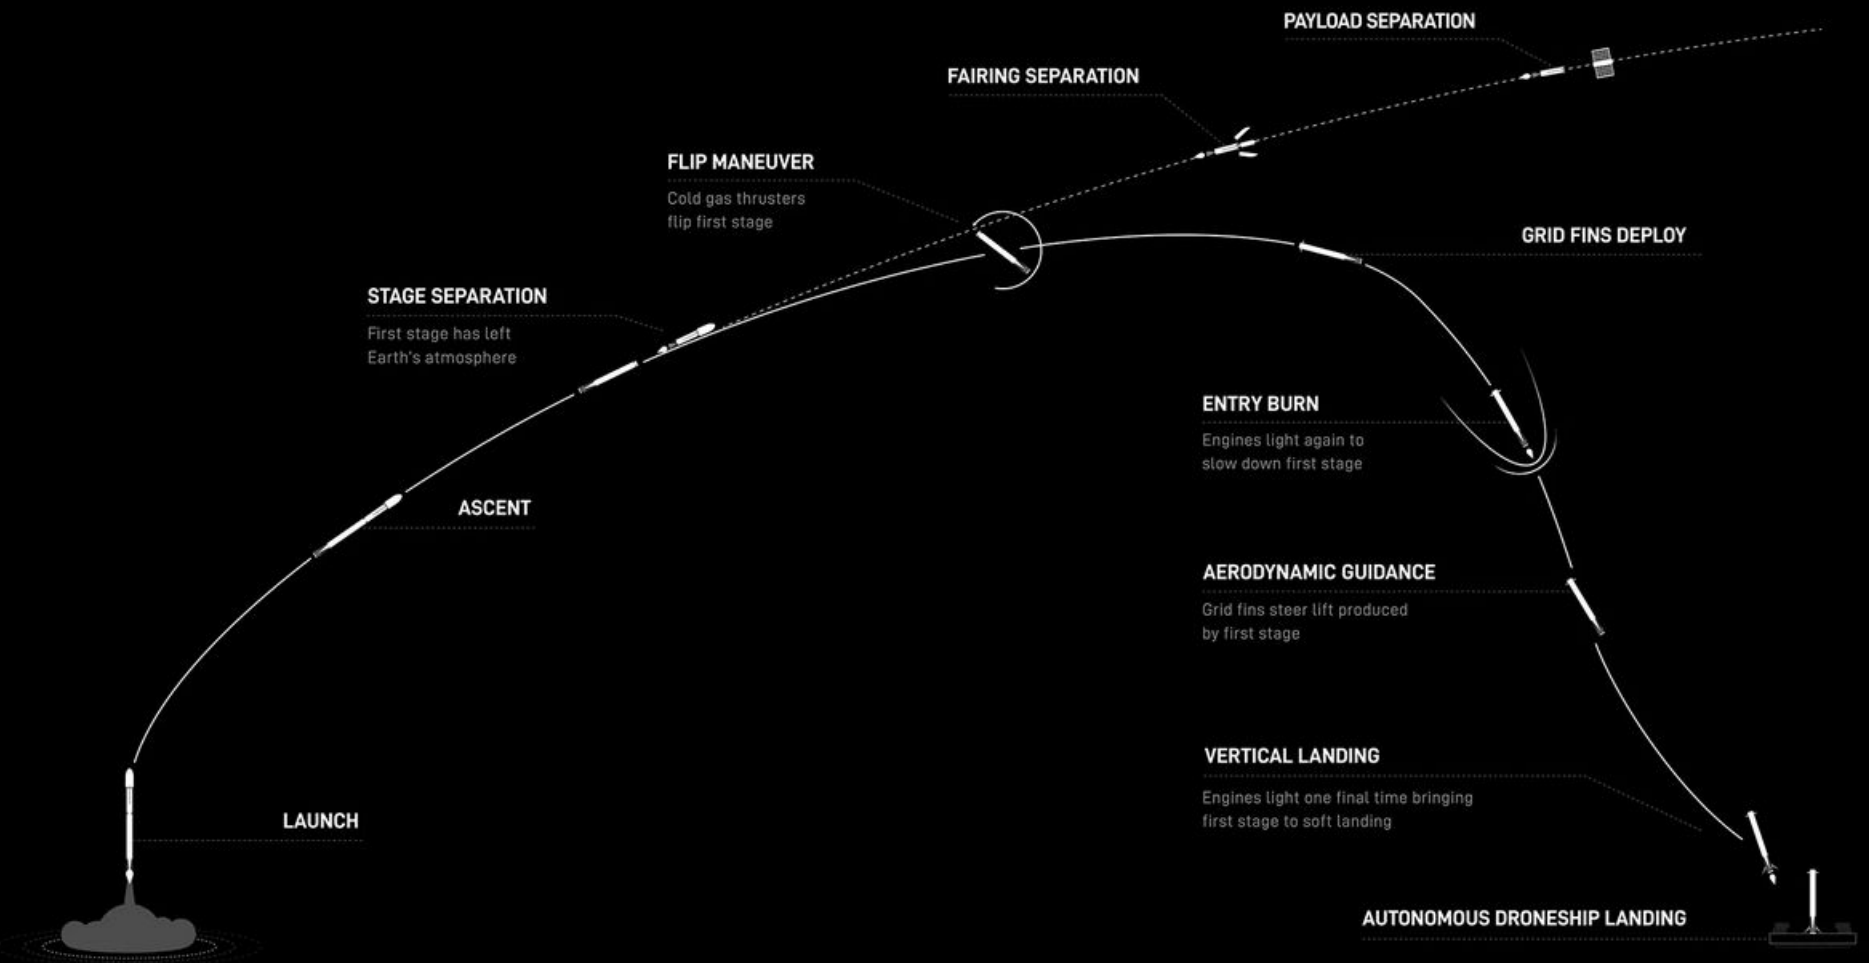 PAYLOAD SEPARATION
FAIRING SEPARATION
FLIP MANEUVER
Cold gas thrusters
flip first stage
GRID FINS DEPLOY
STAGE SEPARATION
First stage has left
Earth's atmosphere
ENTRY BURN
Engines light again to
slow down first stage
ASCENT
AERODYNAMIC GUIDANCE
Grid fins steer lift produced
by first stage
VERTICAL LANDING
Engines light one final time bringing
first stage to soft landing
LAUNCH
AUTONOMOUS DRONESHIP LANDING